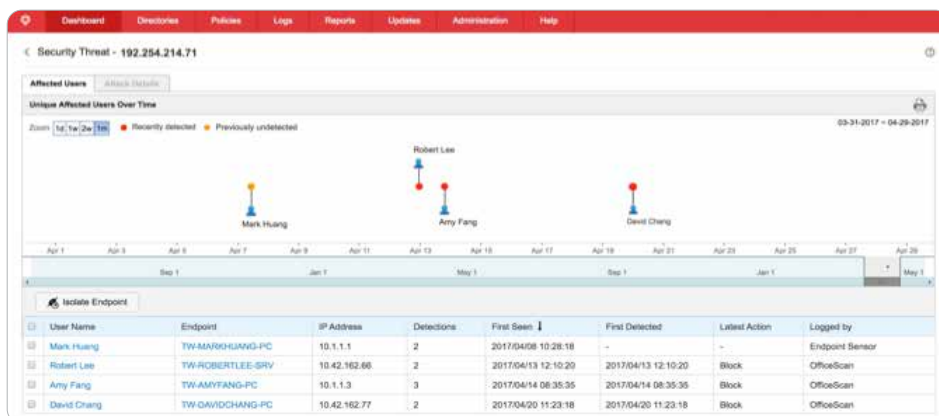 Dashboard Directories Policies Logs Reports Updates Administration Help
Security Threat - 192.254.214.71
Affected Users Attack Details
Unique Affected Users Over Time
Zoom 1d 1w 2w 1m Recently detected Previously undetected 03-31-2017 ~ 04-29-2017
Robert Lee
Mark Huang Amy Fang David Chang
Apr 1 Apr 3 Apr 5 Apr 7 Apr 9 Apr 11 Apr 13 Apr 15 Apr 17 Apr 19 Apr 21 Apr 23 Apr 25 Apr 27 Apr 29
Sep 1 Jan 1 May 1 Sep 1 Jan 1 May 1
Isolate Endpoint
User Name Endpoint IP Address Detections First Seen First Detected Latest Action Logged by
Mark Huang TW-MARKHUANG-PC 10.1.1.1 2 2017/04/08 10:28:18 - - Endpoint Sensor
Robert Lee TW-ROBERTLEE-SRV 10.42.162.66 2 2017/04/13 12:10:20 2017/04/13 12:10:20 Block OfficeScan
Amy Fang TW-AMYFANG-PC 10.1.1.3 3 2017/04/14 08:35:35 2017/04/14 08:35:35 Block OfficeScan
David Chang TW-DAVIDCHANG-PC 10.42.162.77 2 2017/04/20 11:23:18 2017/04/20 11:23:18 Block OfficeScan